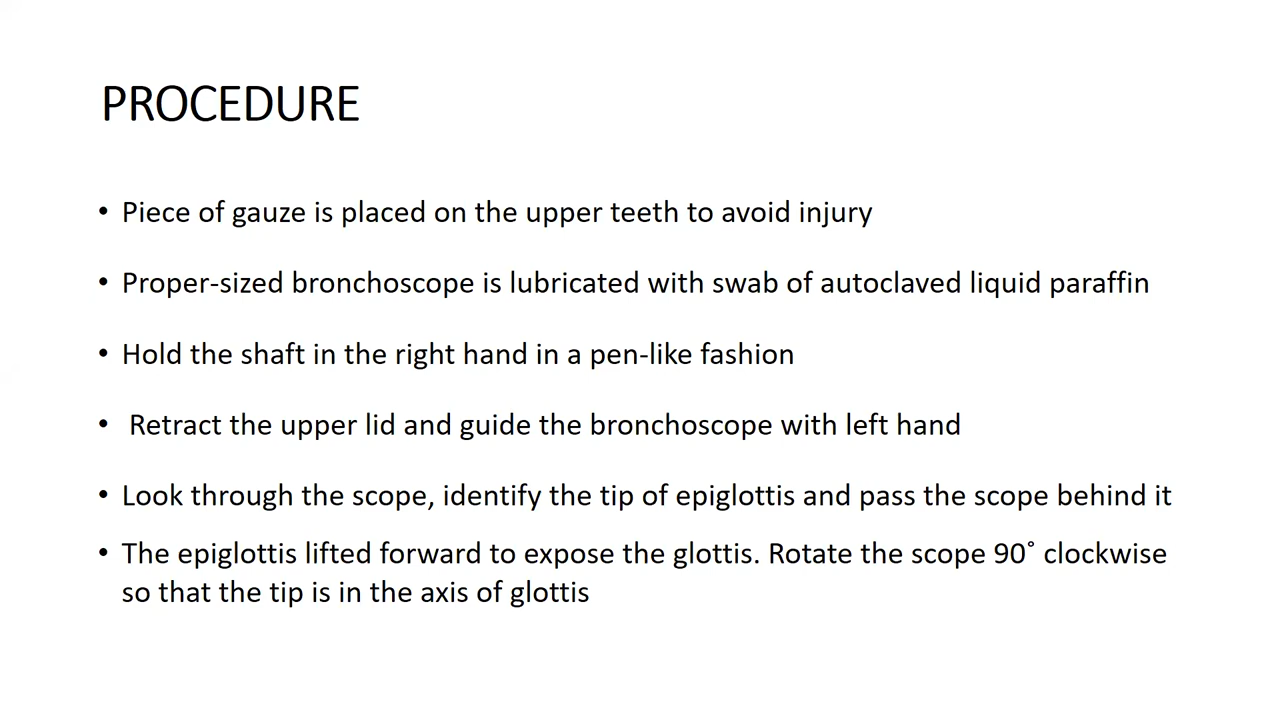 PROCEDURE
• Piece of gauze is placed on the upper teeth to avoid injury
• Proper-sized bronchoscope is lubricated with swab of autoclaved liquid paraffin
• Hold the shaft in the right hand in a pen-like fashion
• Retract the upper lid and guide the bronchoscope with left hand
• Look through the scope, identify the tip of epiglottis and pass the scope behind it
• The epiglottis lifted forward to expose the glottis. Rotate the scope 90˚ clockwise
so that the tip is in the axis of glottis